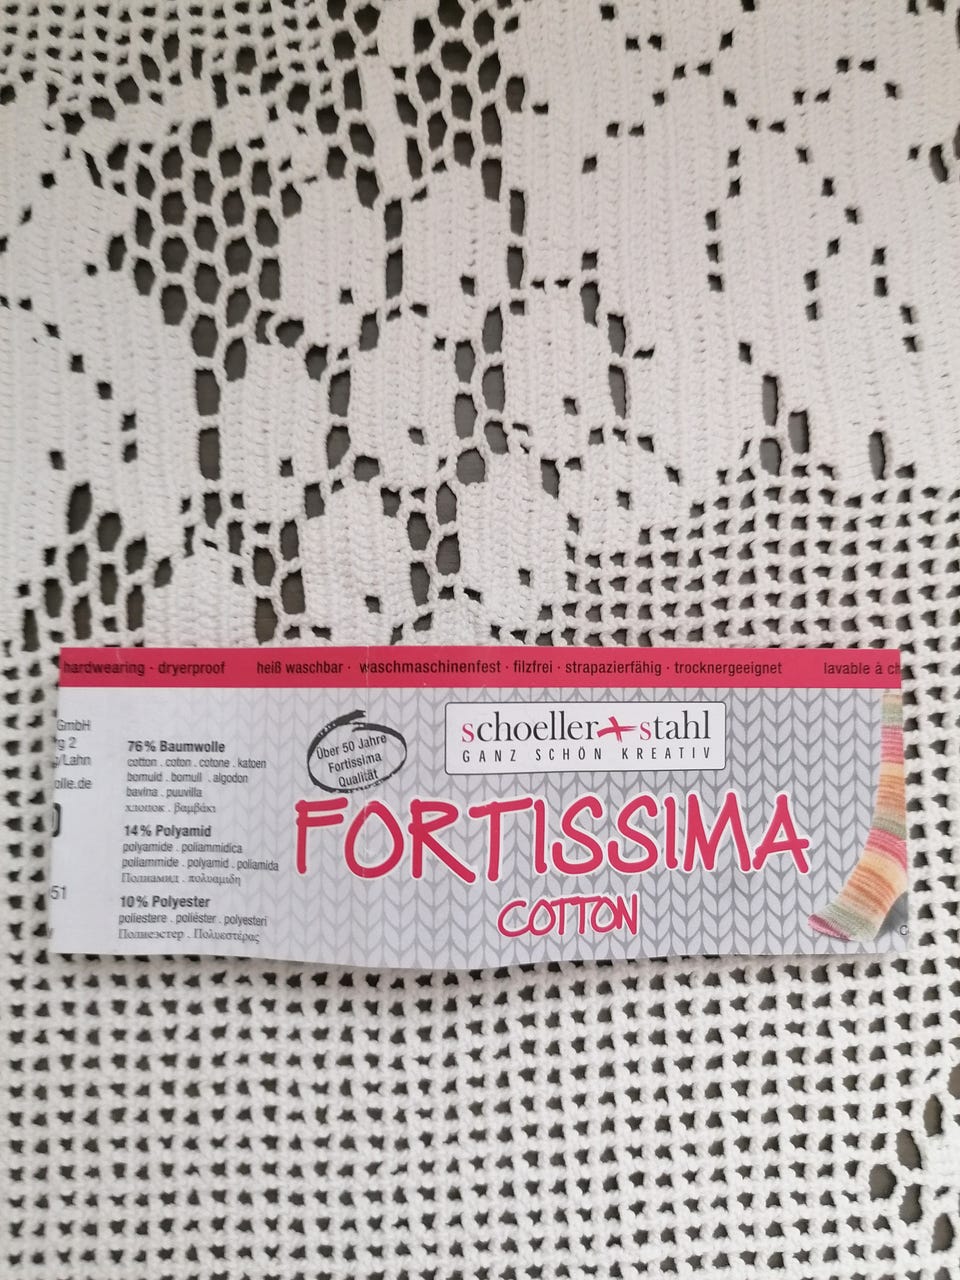 hardwearing · dryerproof heiß waschbar · waschmaschinenfest · filzfrei · strapazierfähig · trocknergeeignet lavable à
GmbH
2
/Lahn
olle.de
51
76% Baumwolle
cotton . coton . cotone . katoen
bomuld . bomull . algodon
bavlna . puuvilla
хлопок . βαμβάκι
14% Polyamid
polyamide . poliammidica
poliammide . polyamid . poliamida
Полиамид . πολυαμιδη
10% Polyester
poliestere . poliéster . polyesteri
Полиэстер . Πολυεστέρας
Über 50 Jahre
Fortissima
Qualität
schoeller+stahl
GANZ SCHÖN KREATIV
FORTISSIMA
COTTON